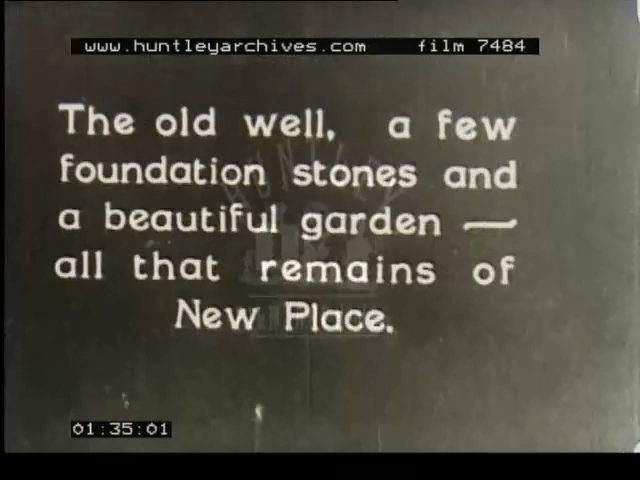 www.huntleyarchives.com film 7484
The old well, a few
foundation stones and
a beautiful garden —
all that remains of
New Place.
HUNTLEY
01:35:01